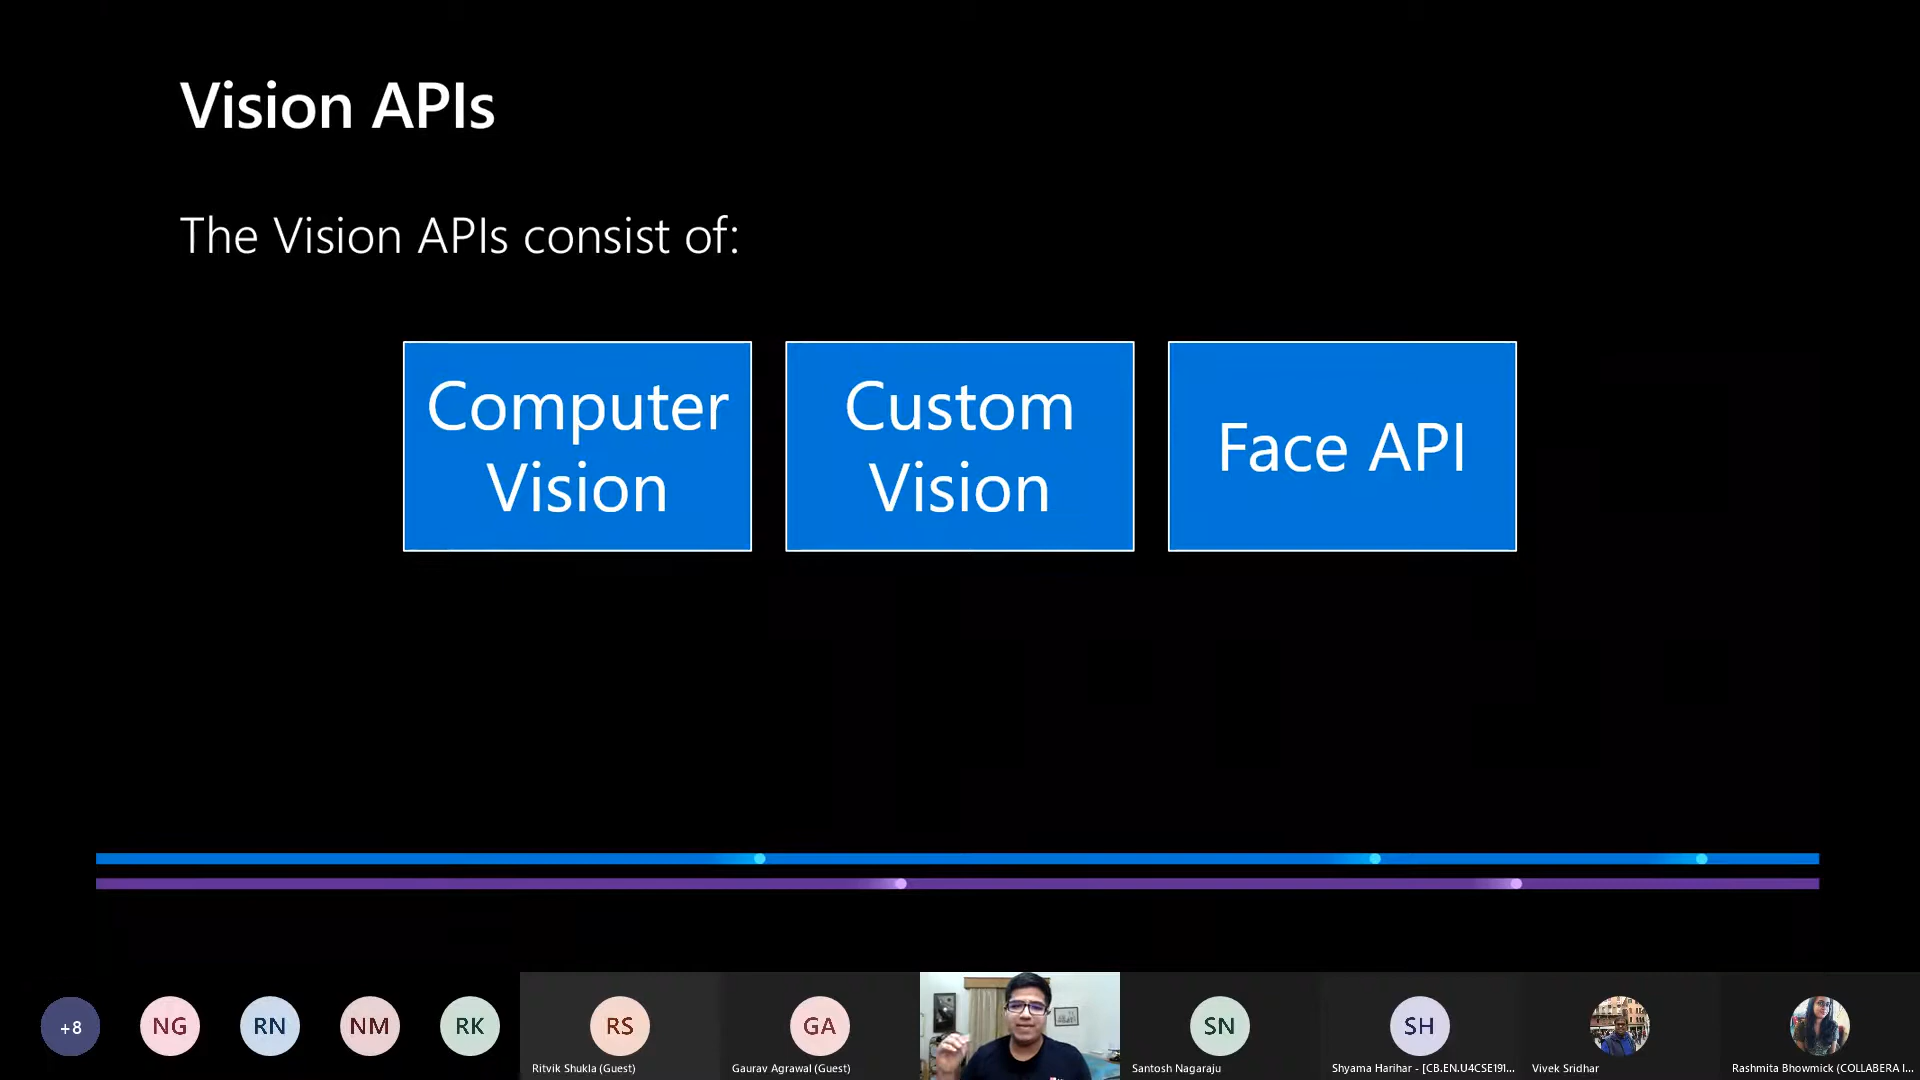 Vision APIs
The Vision APIs consist of:
Computer
Vision
Custom
Vision
Face API
+8
NG
RN
NM
RK
RS
GA
SN
SH
Ritvik Shukla (Guest)
Gaurav Agrawal (Guest)
Santosh Nagaraju
Shyama Harihar - [CB.EN.U4CSE191...
Vivek Sridhar
Rashmita Bhowmick (COLLABERA I...